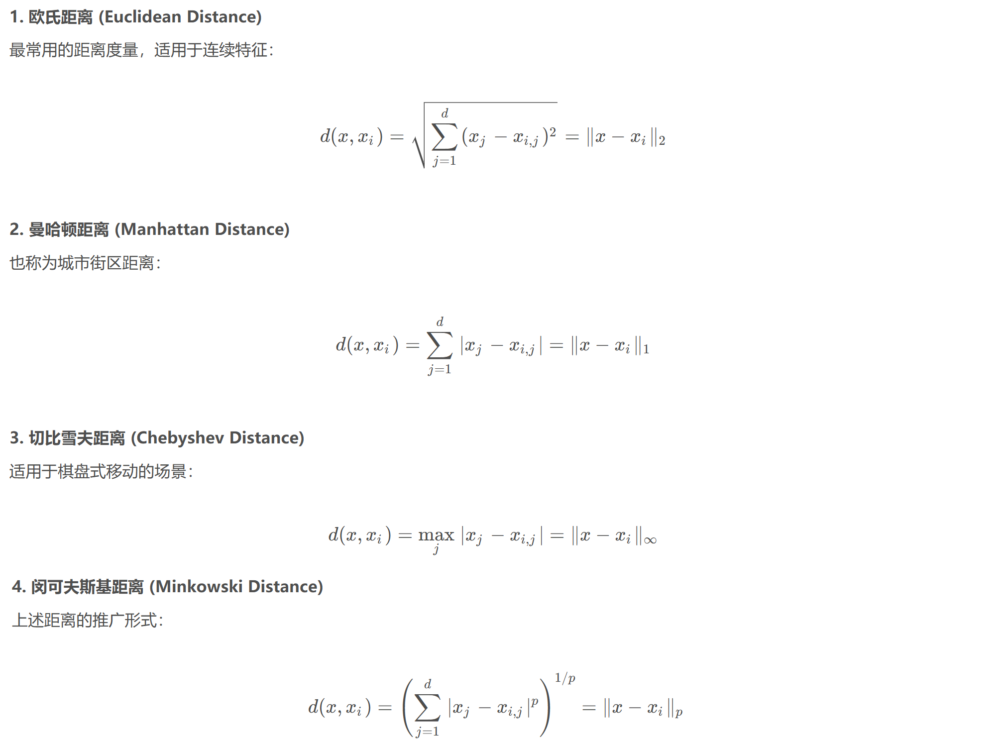 1. 欧氏距离 (Euclidean Distance)
最常用的距离度量，适用于连续特征：
$d(x, x_i) = \sqrt{\sum_{j=1}^{d} (x_j - x_{i,j})^2} = \|x - x_i\|_2$
2. 曼哈顿距离 (Manhattan Distance)
也称为城市街区距离：
$d(x, x_i) = \sum_{j=1}^{d} |x_j - x_{i,j}| = \|x - x_i\|_1$
3. 切比雪夫距离 (Chebyshev Distance)
适用于棋盘式移动的场景：
$d(x, x_i) = \max_j |x_j - x_{i,j}| = \|x - x_i\|_\infty$
4. 闵可夫斯基距离 (Minkowski Distance)
上述距离的推广形式：
$d(x, x_i) = \left( \sum_{j=1}^{d} |x_j - x_{i,j}|^p \right)^{1/p} = \|x - x_i\|_p$